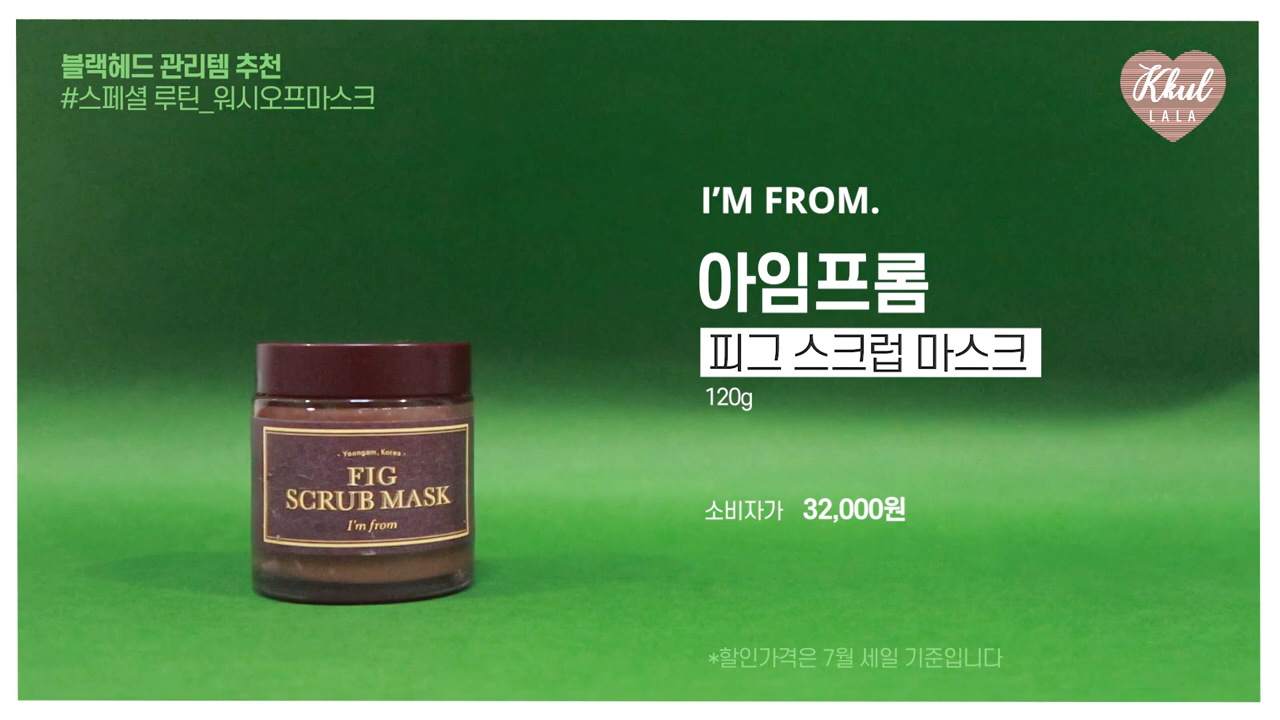 블랙헤드 관리템 추천
#스페셜 루틴_워시오프마스크
Kkul
LALA
I'M FROM.
아임프롬
피그 스크럽 마스크
120g
소비자가 32,000원
*할인가격은 7월 세일 기준입니다
- Yeongam, Korea -
FIG
SCRUB MASK
I'm from